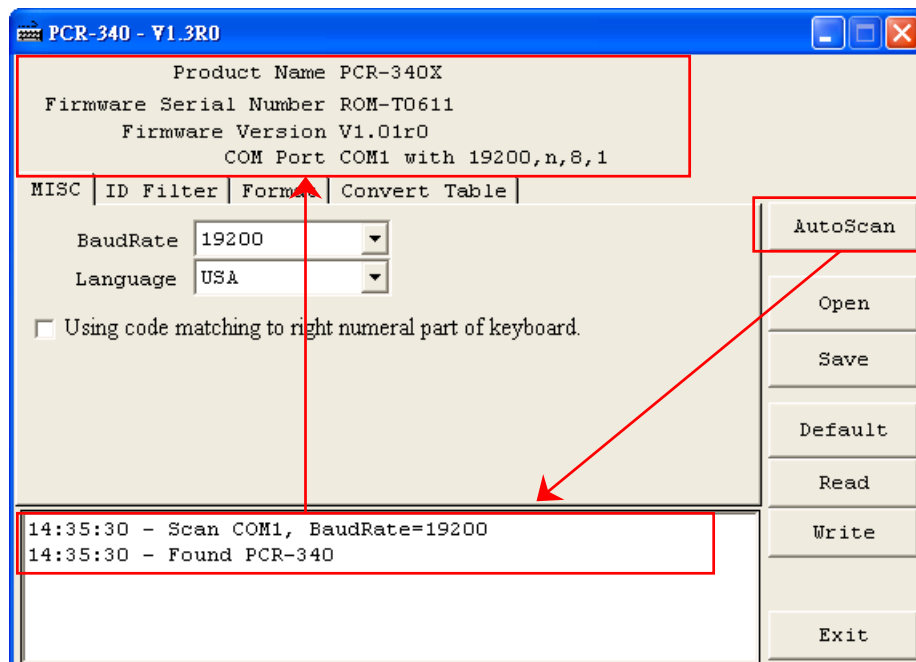 PCR-340 - V1.3R0
Product Name PCR-340X
Firmware Serial Number ROM-T0611
Firmware Version V1.01r0
COM Port COM1 with 19200,n,8,1
MISC ID Filter Format Convert Table
BaudRate 19200
Language USA
Using code matching to right numeral part of keyboard.
AutoScan
Open
Save
Default
Read
Write
Exit
14:35:30 - Scan COM1, BaudRate=19200
14:35:30 - Found PCR-340